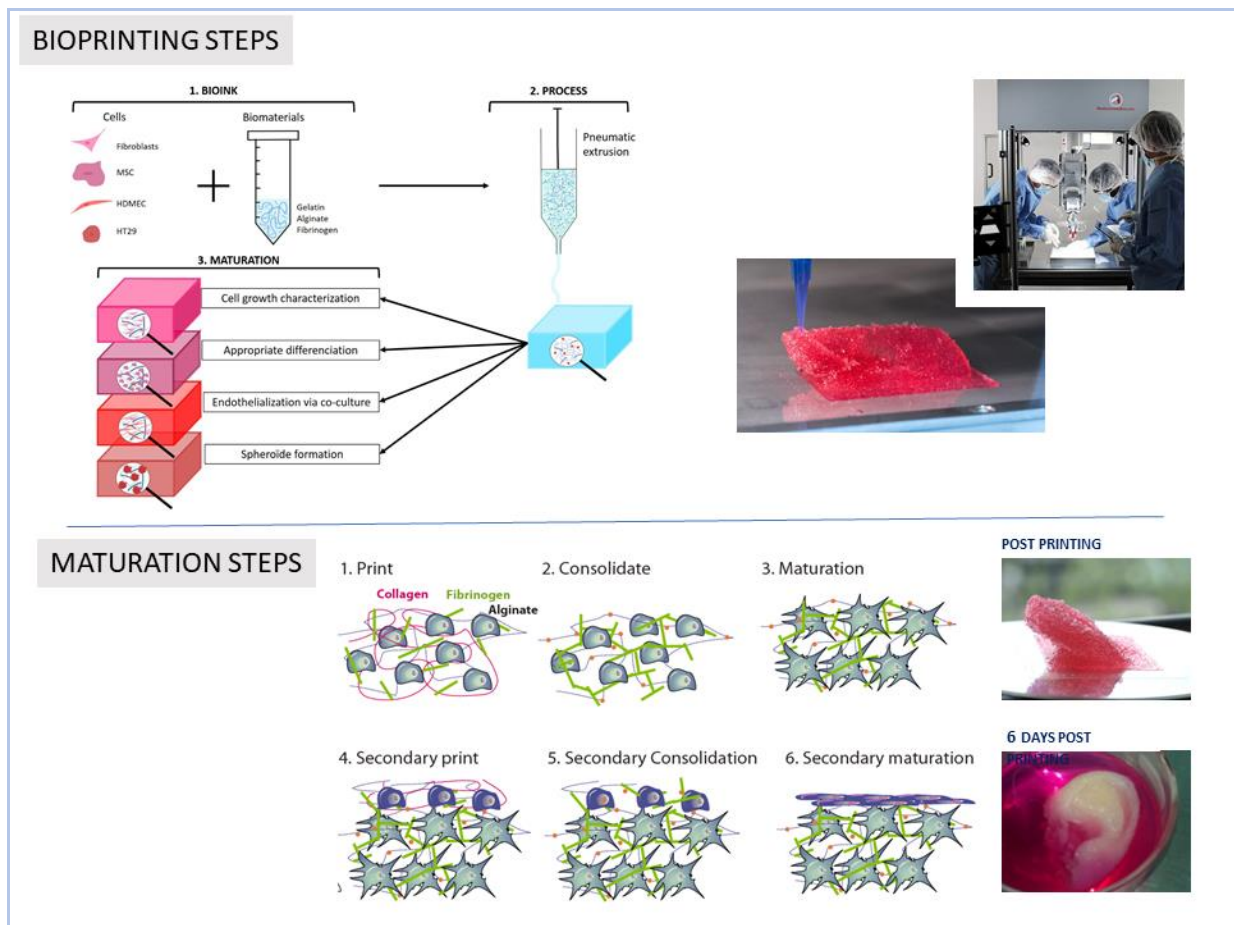 BIOPRINTING STEPS
1. BIOINK
2. PROCESS
Cells
Biomaterials
Fibroblasts
MSC
HDMEC
HT29
Gelatin
Alginate
Fibrinogen
Pneumatic
extrusion
3. MATURATION
Cell growth characterization
Appropriate differenciation
Endothelialization via co-culture
Spheroïde formation
MATURATION STEPS
1. Print
2. Consolidate
3. Maturation
Collagen
Fibrinogen
Alginate
4. Secondary print
5. Secondary Consolidation
6. Secondary maturation
POST PRINTING
6 DAYS POST
PRINTING